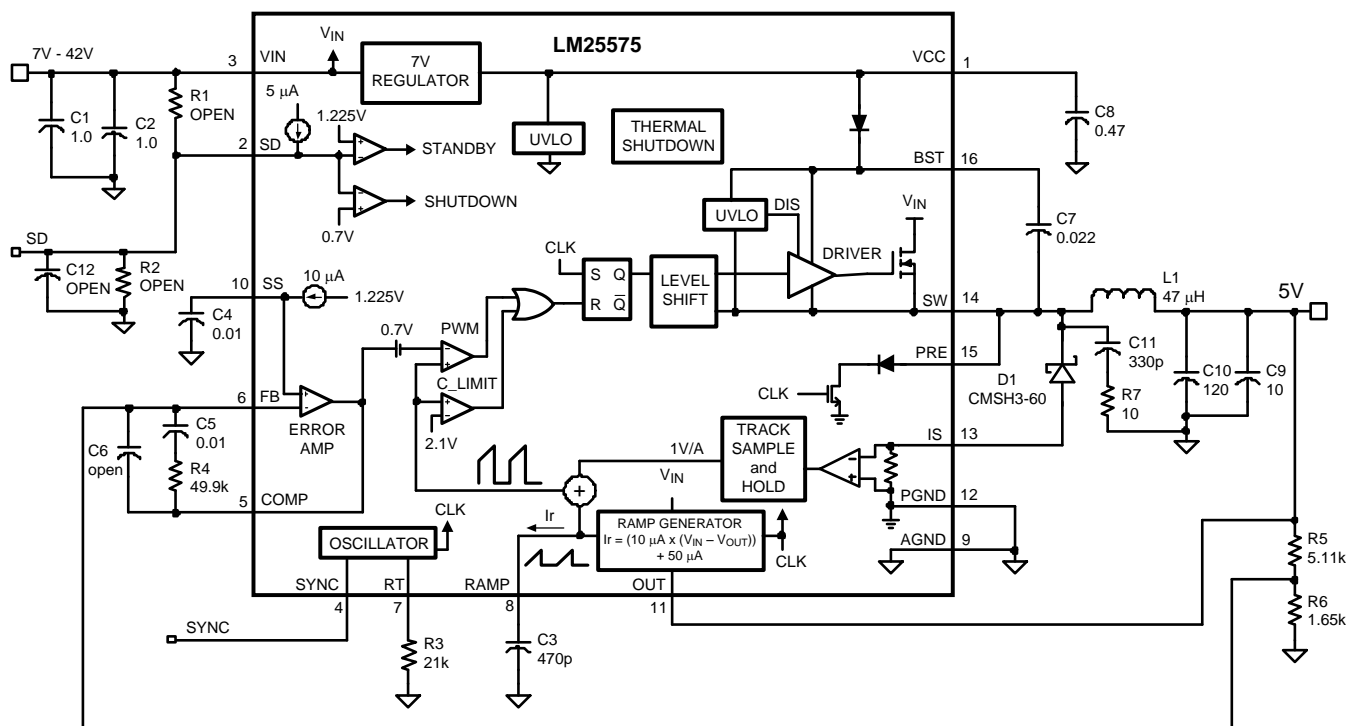 LM25575
7V - 42V
3
VIN
V_IN
7V
REGULATOR
VCC
1
R1
OPEN
C1
1.0
C2
1.0
5 μA
1.225V
2
SD
STANDBY
SHUTDOWN
0.7V
UVLO
THERMAL
SHUTDOWN
C8
0.47
BST
16
UVLO
DIS
V_IN
DRIVER
C7
0.022
SD
C12
OPEN
R2
OPEN
10
SS
10 μA
1.225V
C4
0.01
CLK
S
Q
R
Q̅
LEVEL
SHIFT
SW
14
L1
47 μH
5V
0.7V
PWM
C_LIMIT
2.1V
PRE
15
CLK
D1
CMSH3-60
C11
330p
R7
10
C10
120
C9
10
6
FB
C5
0.01
C6
open
R4
49.9k
ERROR
AMP
5
COMP
1V/A
TRACK
SAMPLE
and
HOLD
IS
13
PGND
12
AGND
9
V_IN
Ir
RAMP GENERATOR
Ir = (10 μA x (V_IN – V_OUT))
+ 50 μA
CLK
CLK
OSCILLATOR
SYNC
4
RT
7
RAMP
8
OUT
11
R5
5.11k
R6
1.65k
SYNC
R3
21k
C3
470p